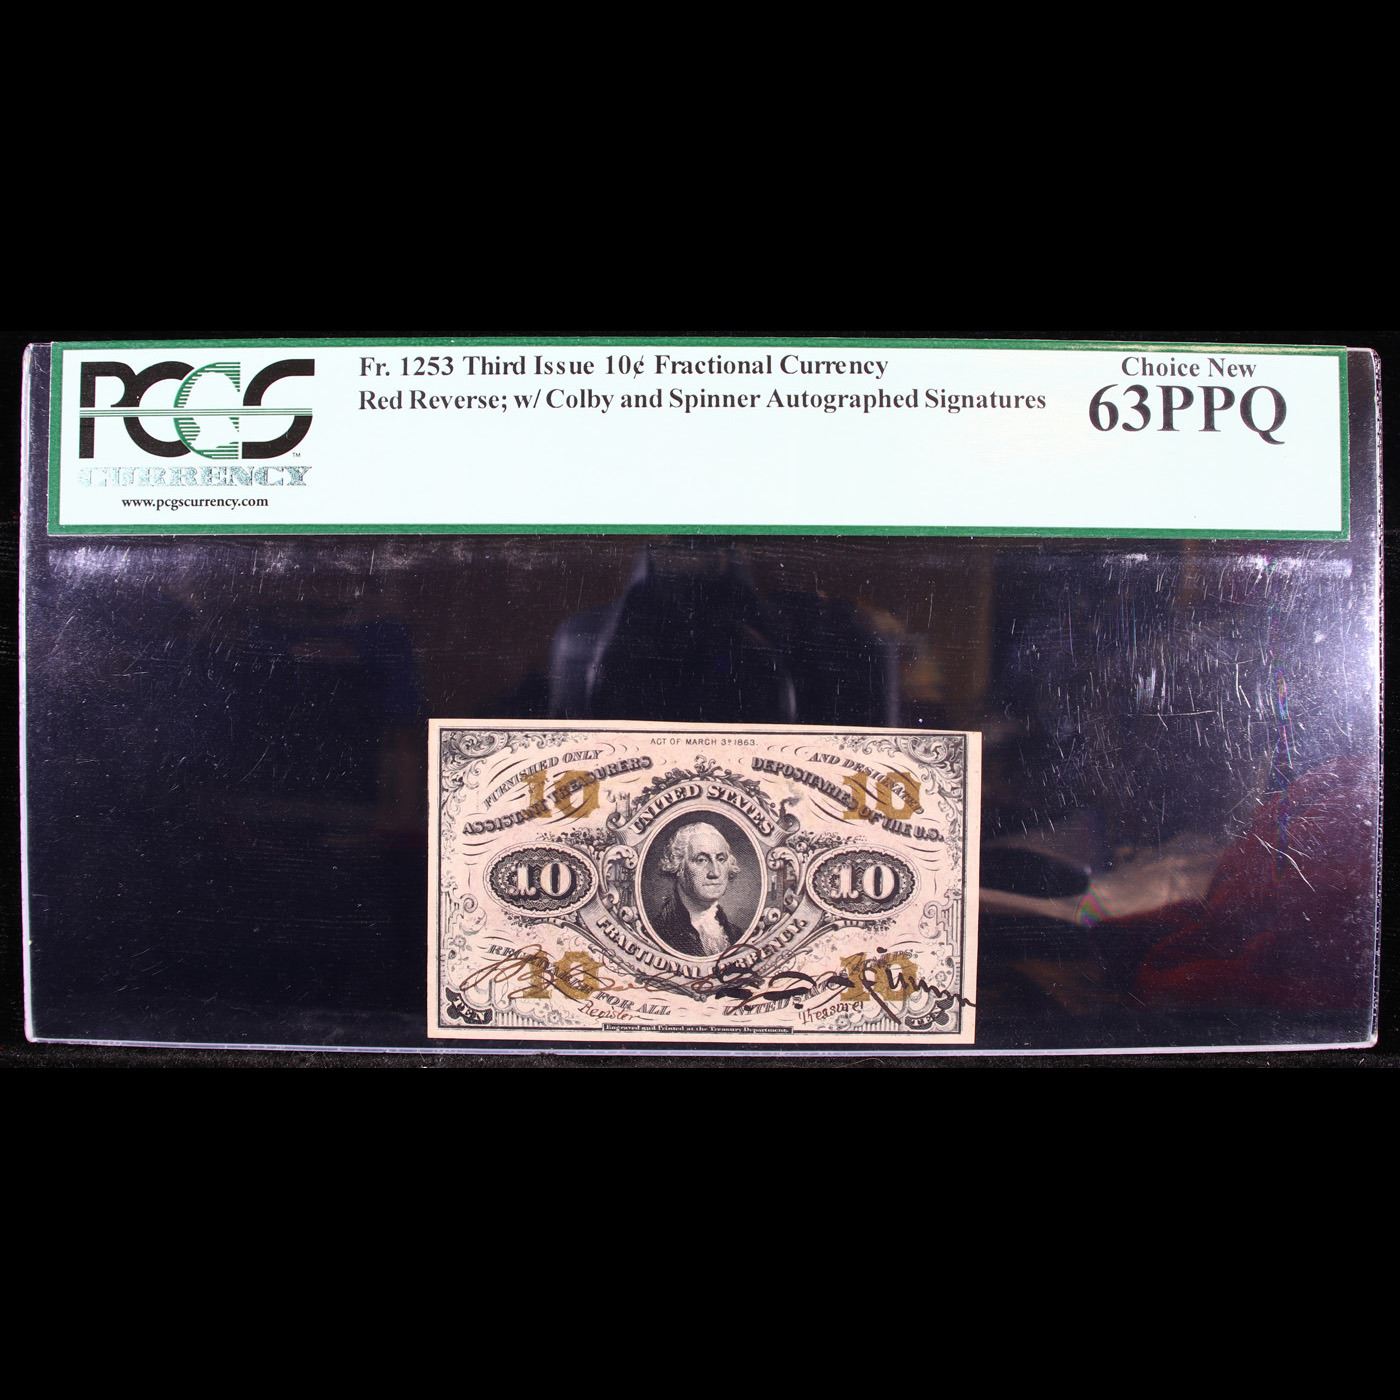 PCGS
CURRENCY
www.pcgscurrency.com
Fr. 1253 Third Issue 10¢ Fractional Currency
Red Reverse; w/ Colby and Spinner Autographed Signatures
Choice New
63PPQ
ACT OF MARCH 3D 1863.
FURNISHED ONLY
AND DESIGNATED
ASSISTANT TREASURERS
DEPOSITARIES OF THE U.S.
10 10
UNITED STATES
10 10
FRACTIONAL CURRENCY.
10 10
FOR ALL
UNITED
Register
Treasurer
TEN TEN
Engraved and Printed at the Treasury Department.